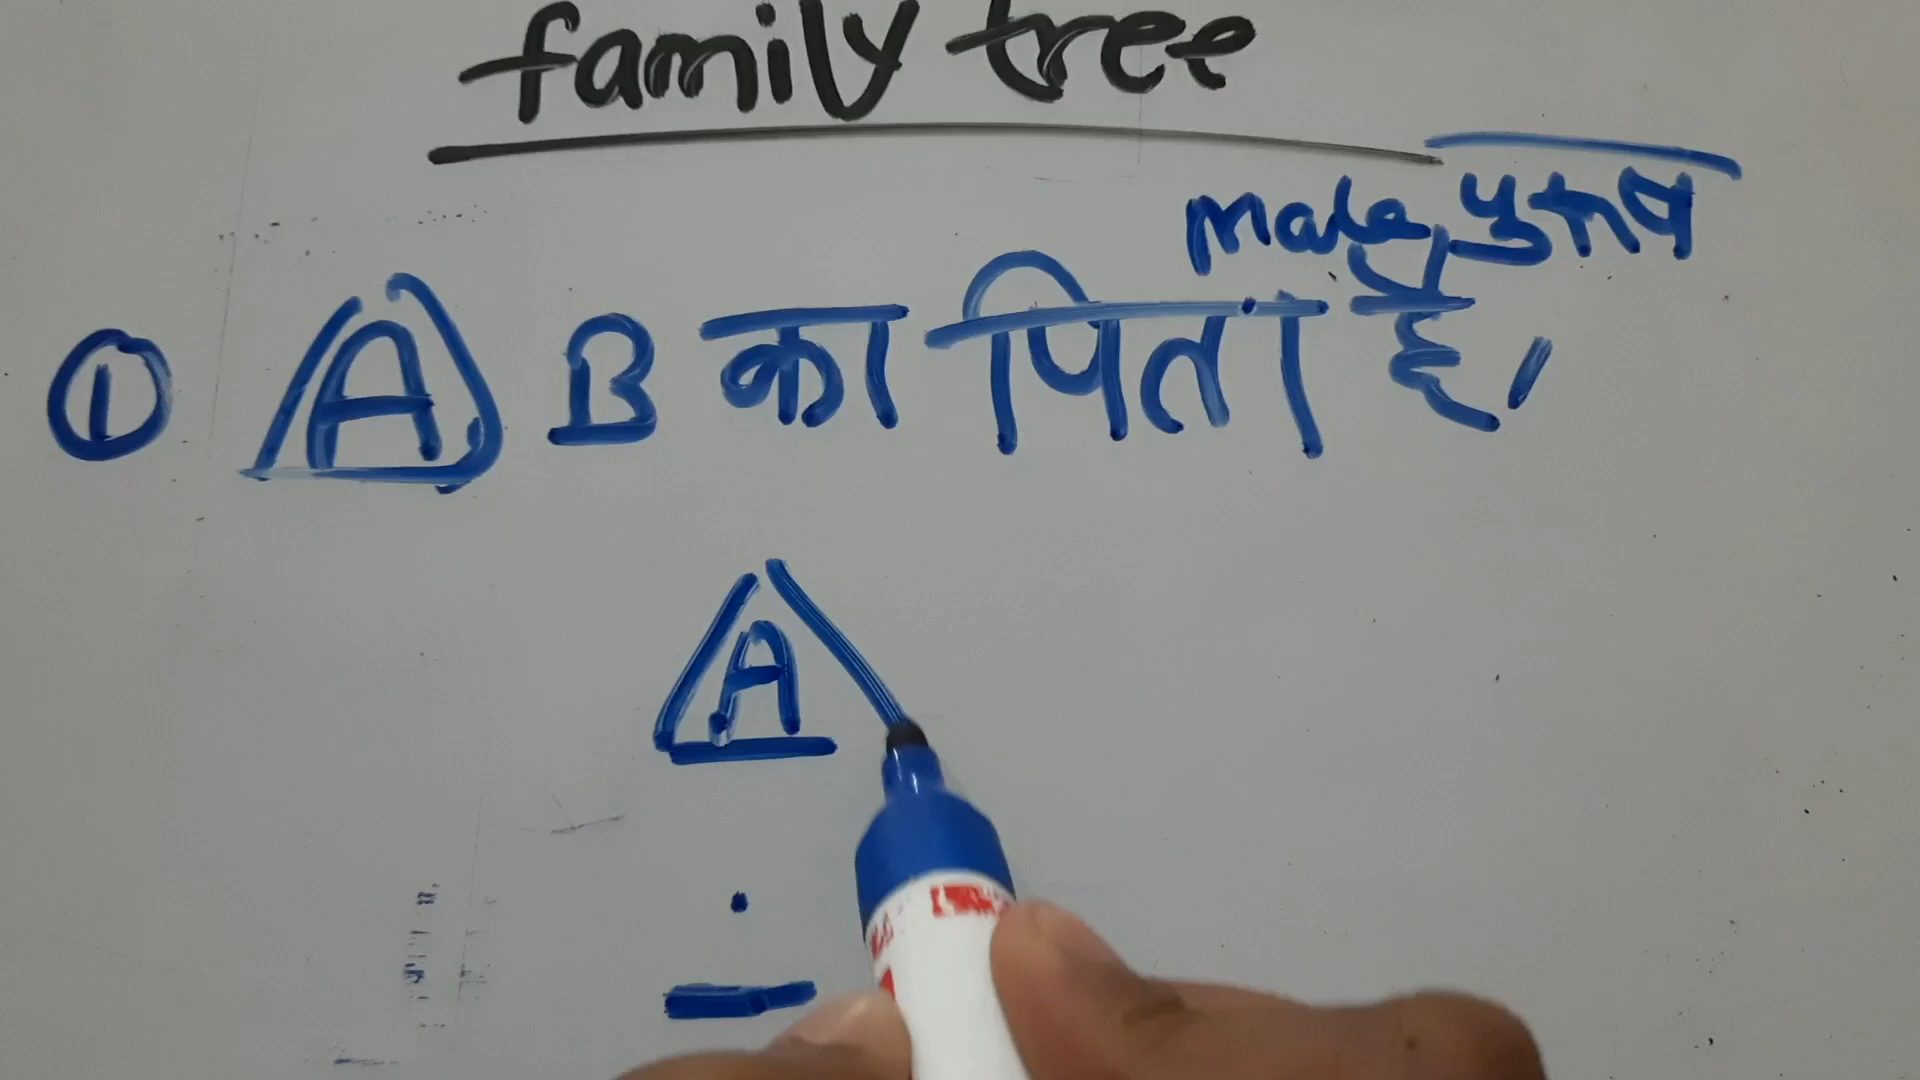 family tree
male, पुरुष
① A B का पिता है,
A